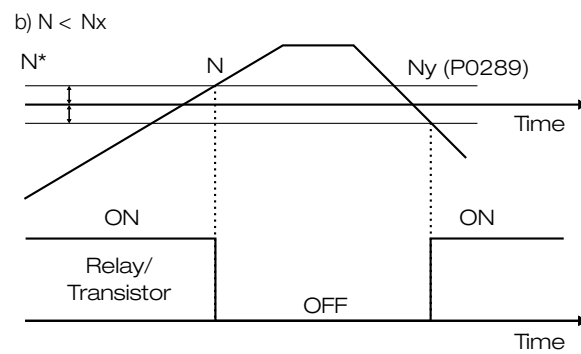 b) N < Nx
N*
N
Ny (P0289)
Time
ON
ON
Relay/
Transistor
OFF
Time